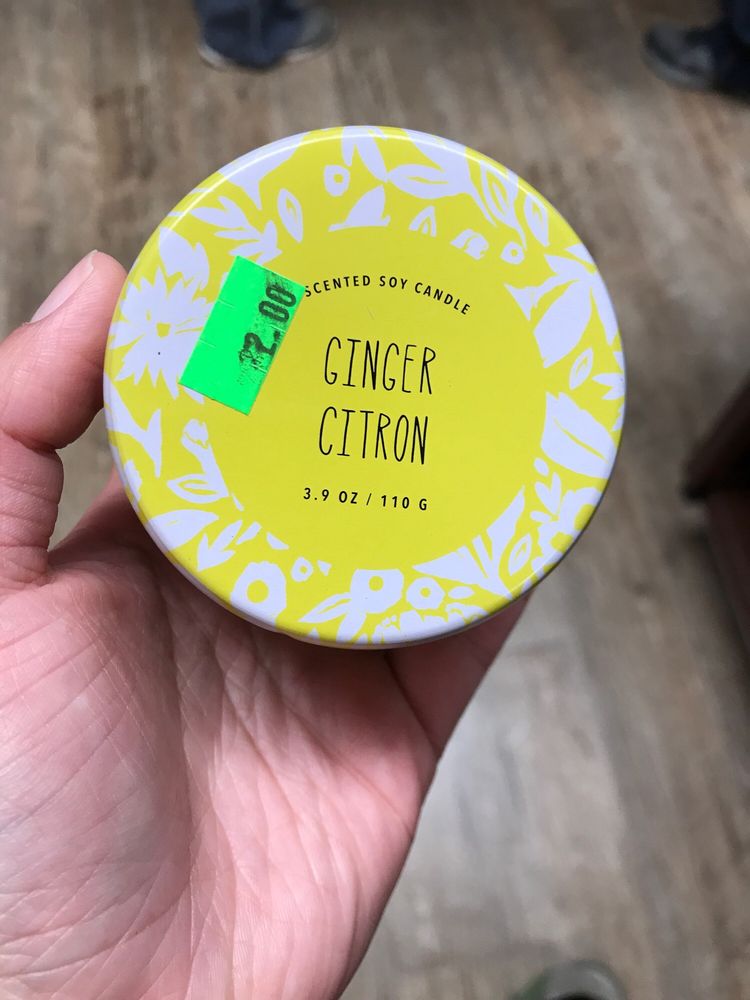 SCENTED SOY CANDLE
2.00
GINGER
CITRON
3.9 OZ / 110 G